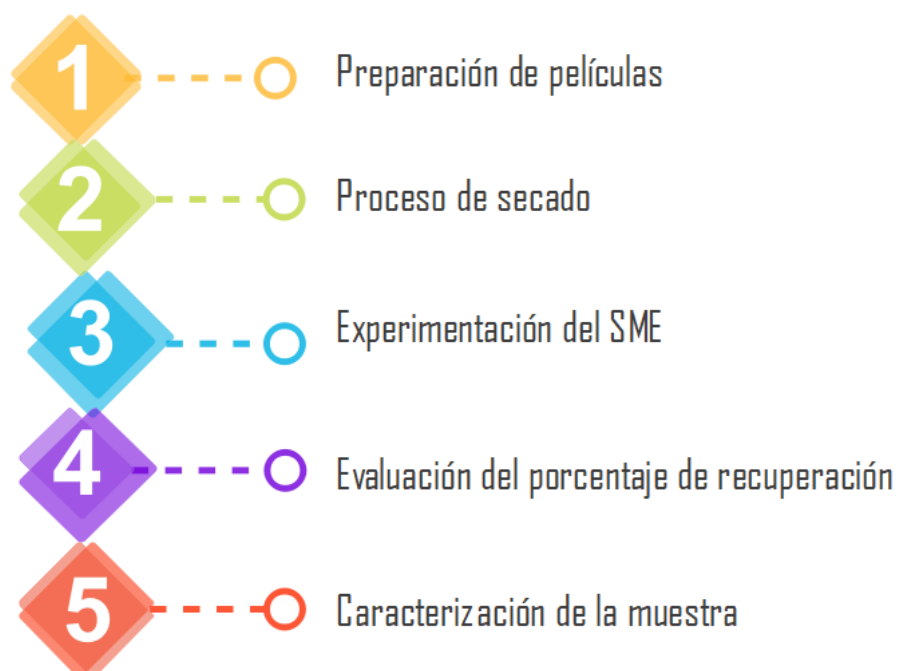 1 Preparación de películas
2 Proceso de secado
3 Experimentación del SME
4 Evaluación del porcentaje de recuperación
5 Caracterización de la muestra